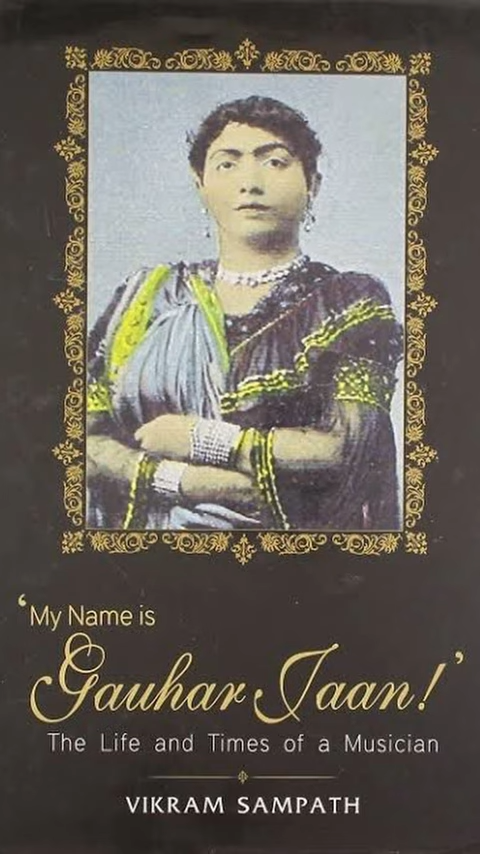 ‘My Name is
Gauhar Jaan!’
The Life and Times of a Musician
VIKRAM SAMPATH